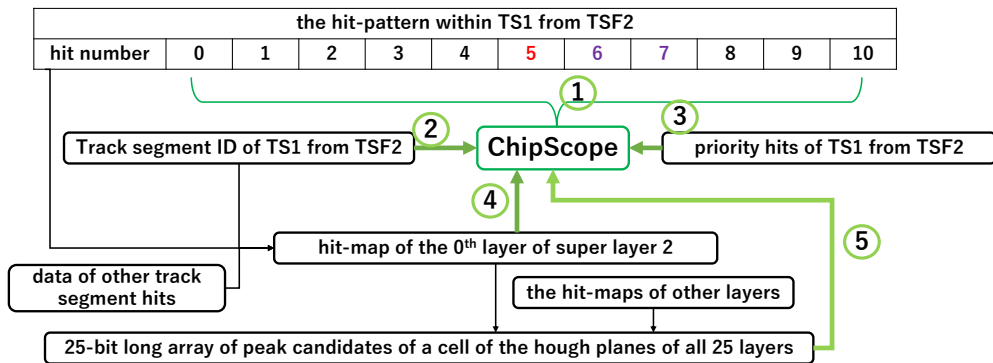 the hit-pattern within TS1 from TSF2
hit number 0 1 2 3 4 5 6 7 8 9 10
1
2
3
Track segment ID of TS1 from TSF2
ChipScope
priority hits of TS1 from TSF2
4
5
hit-map of the 0th layer of super layer 2
data of other track
segment hits
the hit-maps of other layers
25-bit long array of peak candidates of a cell of the hough planes of all 25 layers